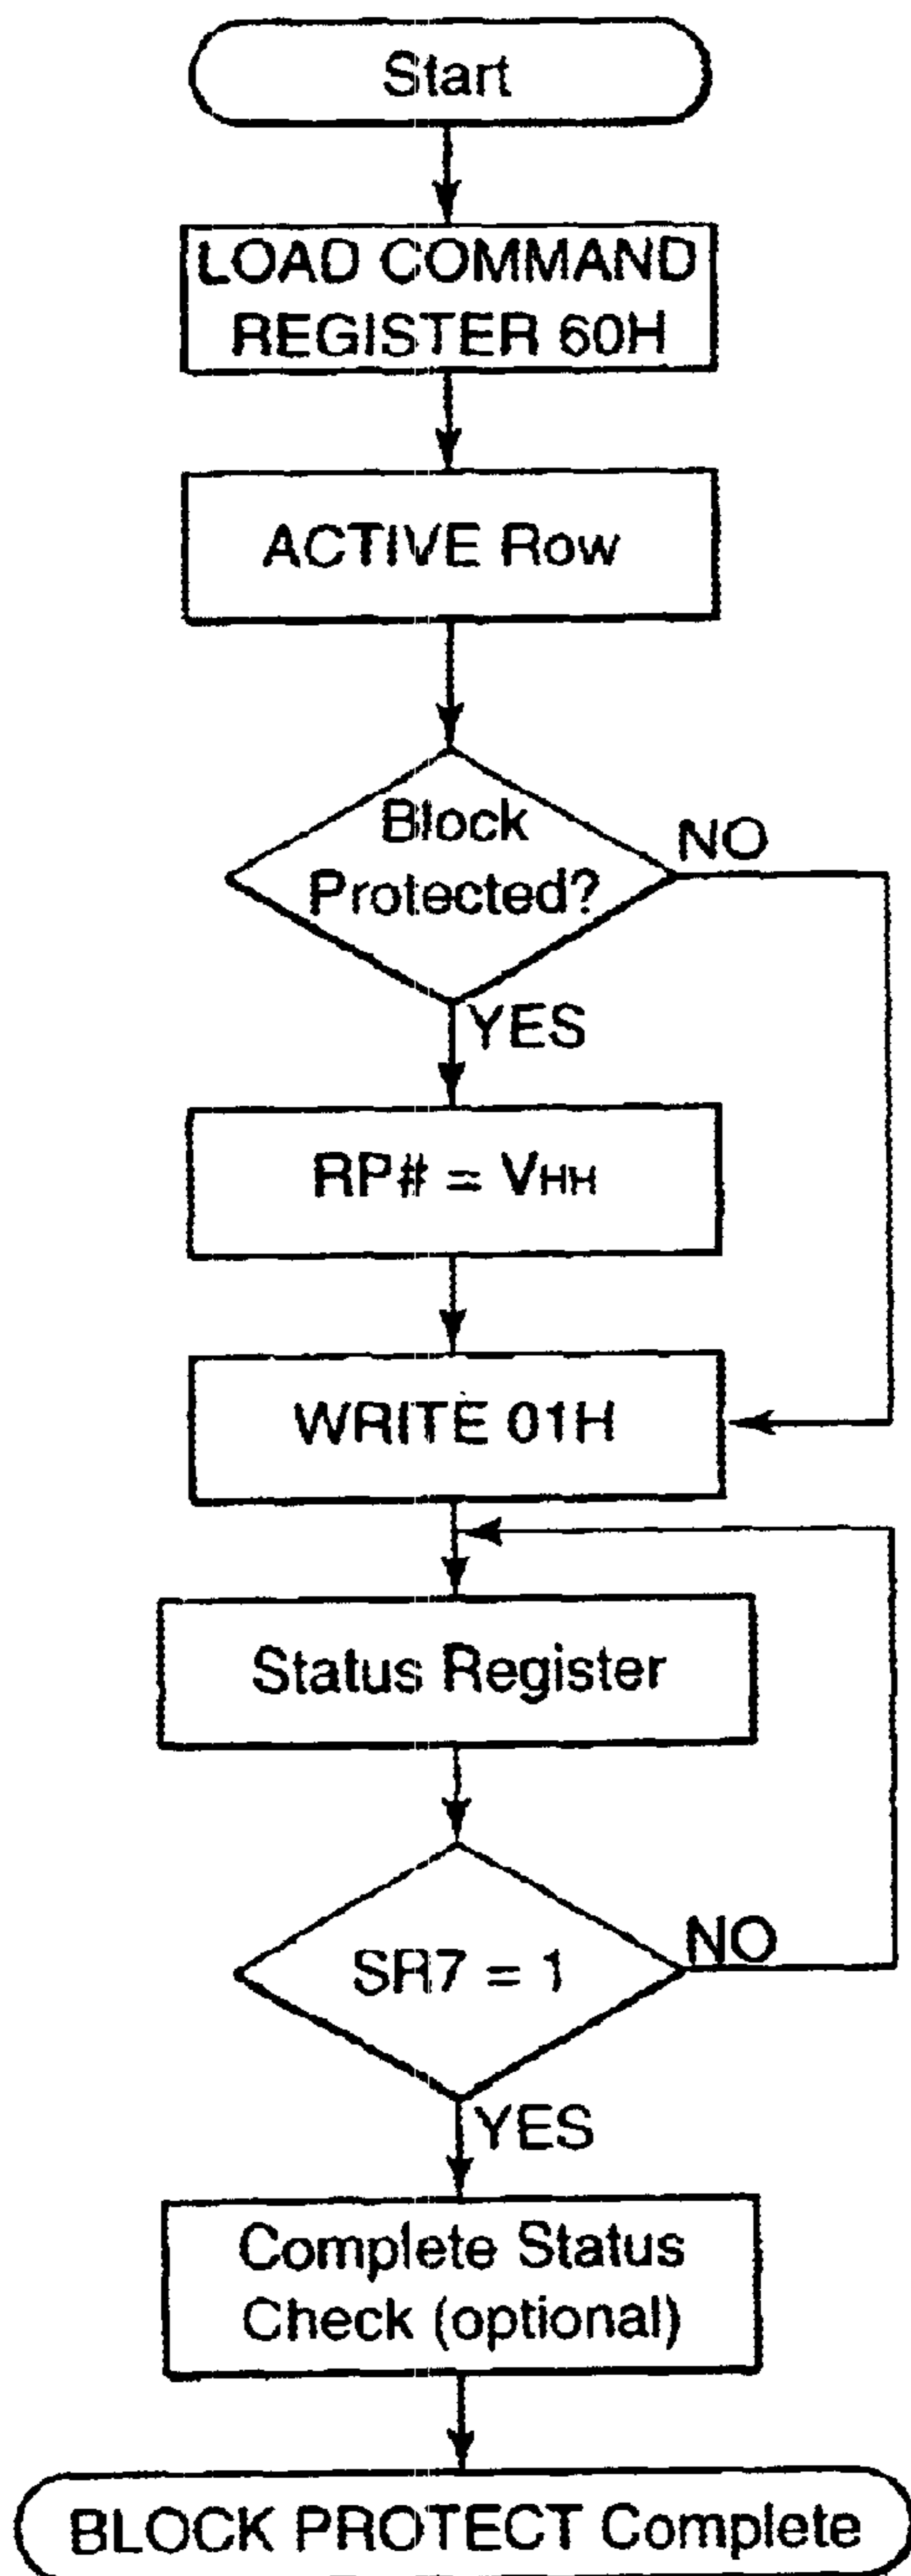 Start
LOAD COMMAND
REGISTER 60H
ACTIVE Row
Block
Protected?
NO
YES
RP# = VHH
WRITE 01H
Status Register
SR7 = 1
NO
YES
Complete Status
Check (optional)
BLOCK PROTECT Complete